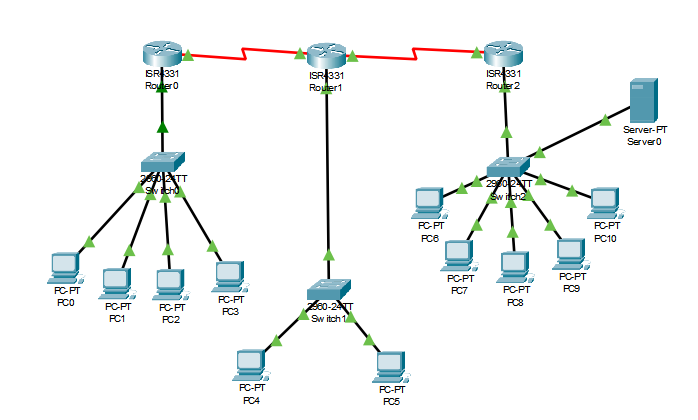 ISR4331
Router0
ISR4331
Router1
ISR4331
Router2
Server-PT
Server0
2960-24TT
Switch0
2960-24TT
Switch2
PC-PT
PC6
PC-PT
PC10
PC-PT
PC7
PC-PT
PC8
PC-PT
PC9
PC-PT
PC0
PC-PT
PC1
PC-PT
PC2
PC-PT
PC3
2960-24TT
Switch1
PC-PT
PC4
PC-PT
PC5